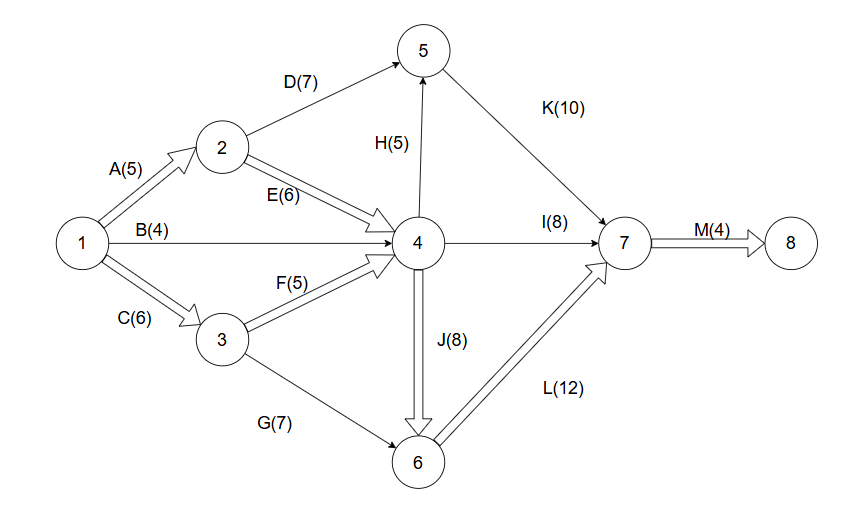 5
D(7)
K(10)
2
H(5)
A(5)
E(6)
I(8)
B(4)
M(4)
1
4
7
8
F(5)
C(6)
3
J(8)
L(12)
G(7)
6